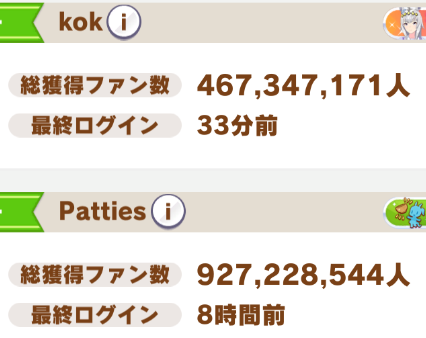 kok i
総獲得ファン数 467,347,171人
最終ログイン 33分前
Patties i
総獲得ファン数 927,228,544人
最終ログイン 8時間前